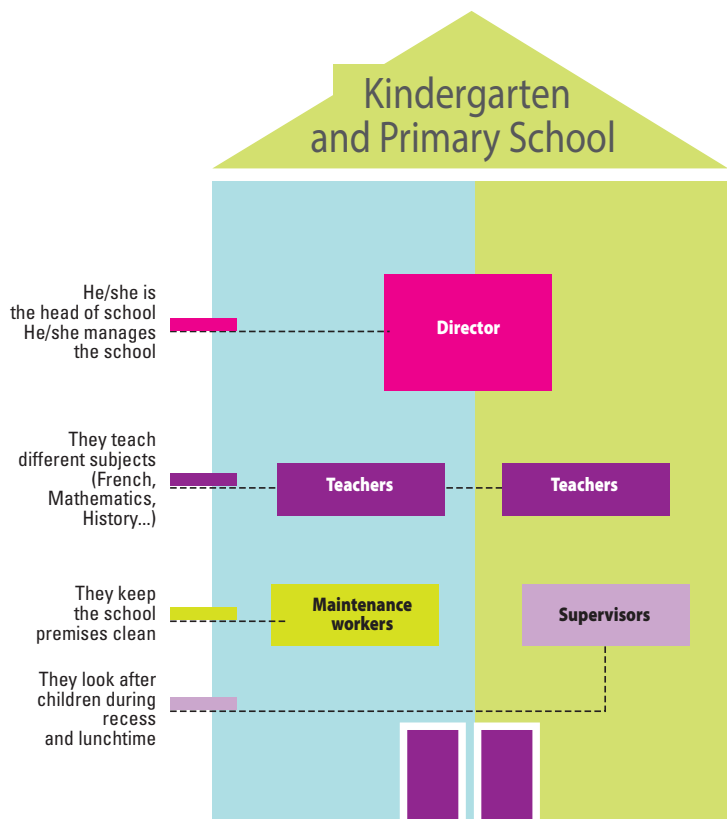 Kindergarten
and Primary School
He/she is
the head of school
He/she manages
the school
Director
They teach
different subjects
(French,
Mathematics,
History...)
Teachers
Teachers
They keep
the school
premises clean
Maintenance
workers
Supervisors
They look after
children during
recess
and lunchtime